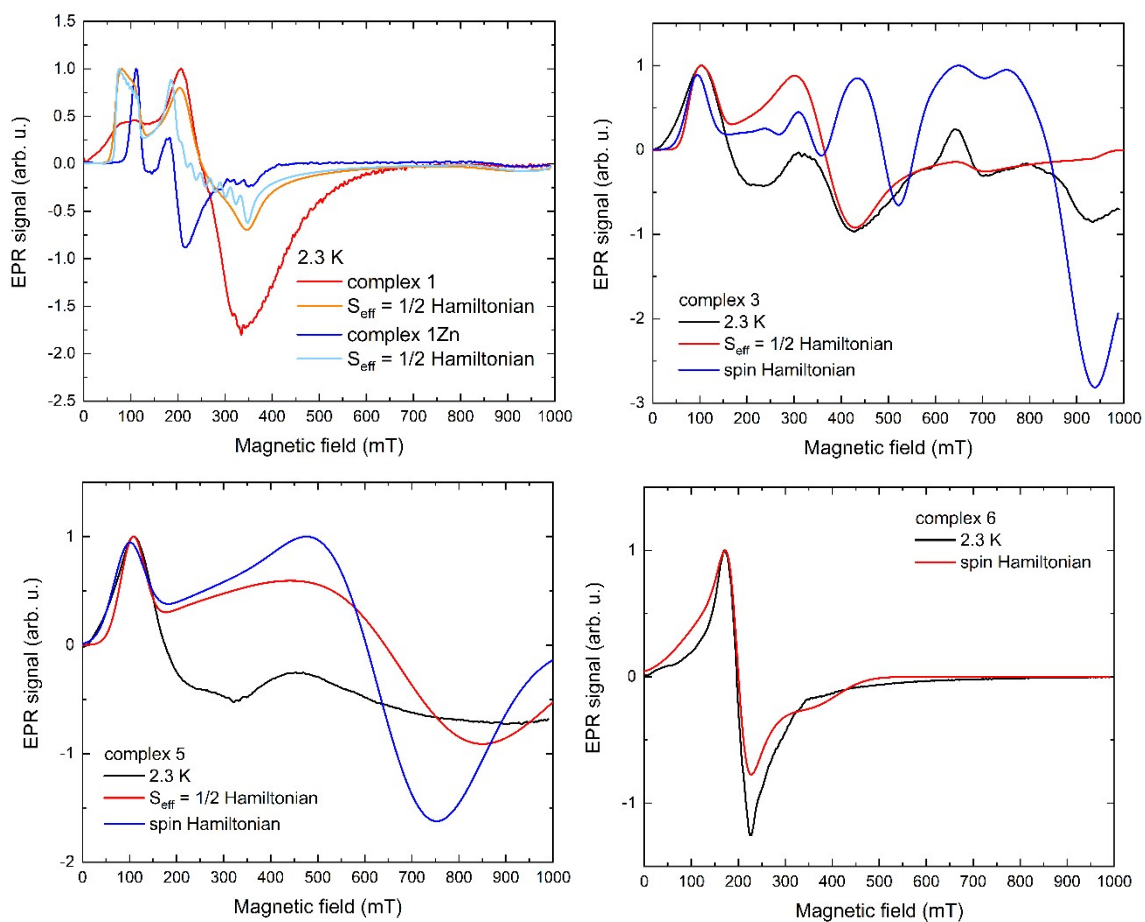 EPR signal (arb. u.)
1.5
1.0
0.5
0.0
-0.5
-1.0
-1.5
-2.0
-2.5
2.3 K
complex 1
S_eff = 1/2 Hamiltonian
complex 1Zn
S_eff = 1/2 Hamiltonian
0 100 200 300 400 500 600 700 800 900 1000
Magnetic field (mT)
EPR signal (arb. u.)
1
0
-1
-2
-3
complex 3
2.3 K
S_eff = 1/2 Hamiltonian
spin Hamiltonian
0 100 200 300 400 500 600 700 800 900 1000
Magnetic field (mT)
EPR signal (arb. u.)
1
0
-1
-2
complex 5
2.3 K
S_eff = 1/2 Hamiltonian
spin Hamiltonian
0 100 200 300 400 500 600 700 800 900 1000
Magnetic field (mT)
EPR signal (arb. u.)
1
0
-1
complex 6
2.3 K
spin Hamiltonian
0 100 200 300 400 500 600 700 800 900 1000
Magnetic field (mT)